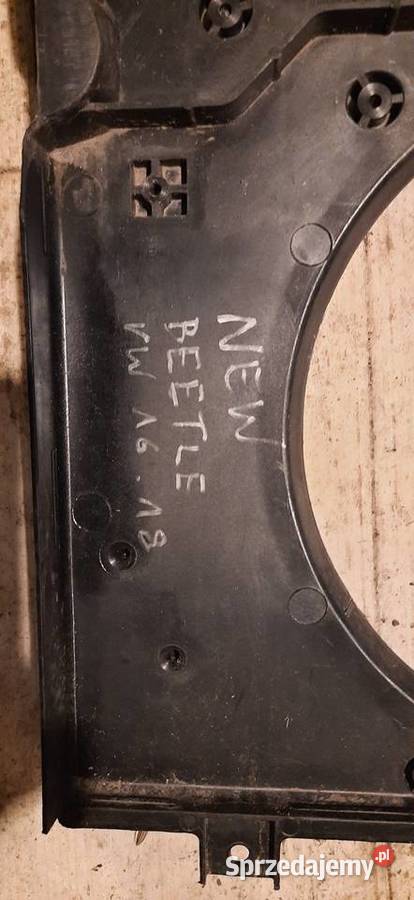 NEW
BEETLE
VW 16.18
Sprzedajemy.pl